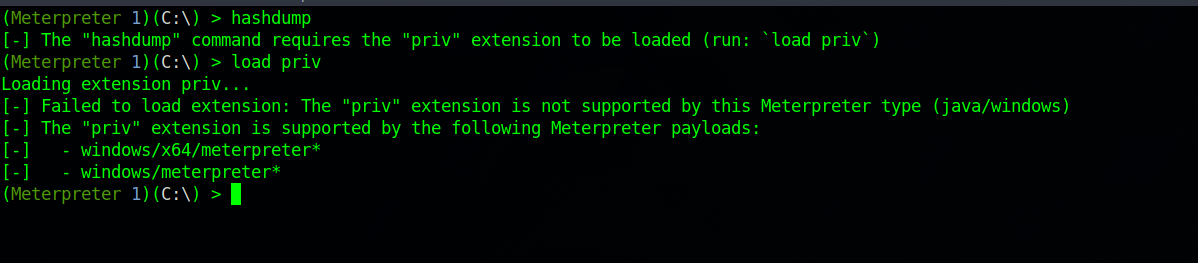 (Meterpreter 1)(C:\) > hashdump
[-] The "hashdump" command requires the "priv" extension to be loaded (run: `load priv`)
(Meterpreter 1)(C:\) > load priv
Loading extension priv...
[-] Failed to load extension: The "priv" extension is not supported by this Meterpreter type (java/windows)
[-] The "priv" extension is supported by the following Meterpreter payloads:
[-]   - windows/x64/meterpreter*
[-]   - windows/meterpreter*
(Meterpreter 1)(C:\) >